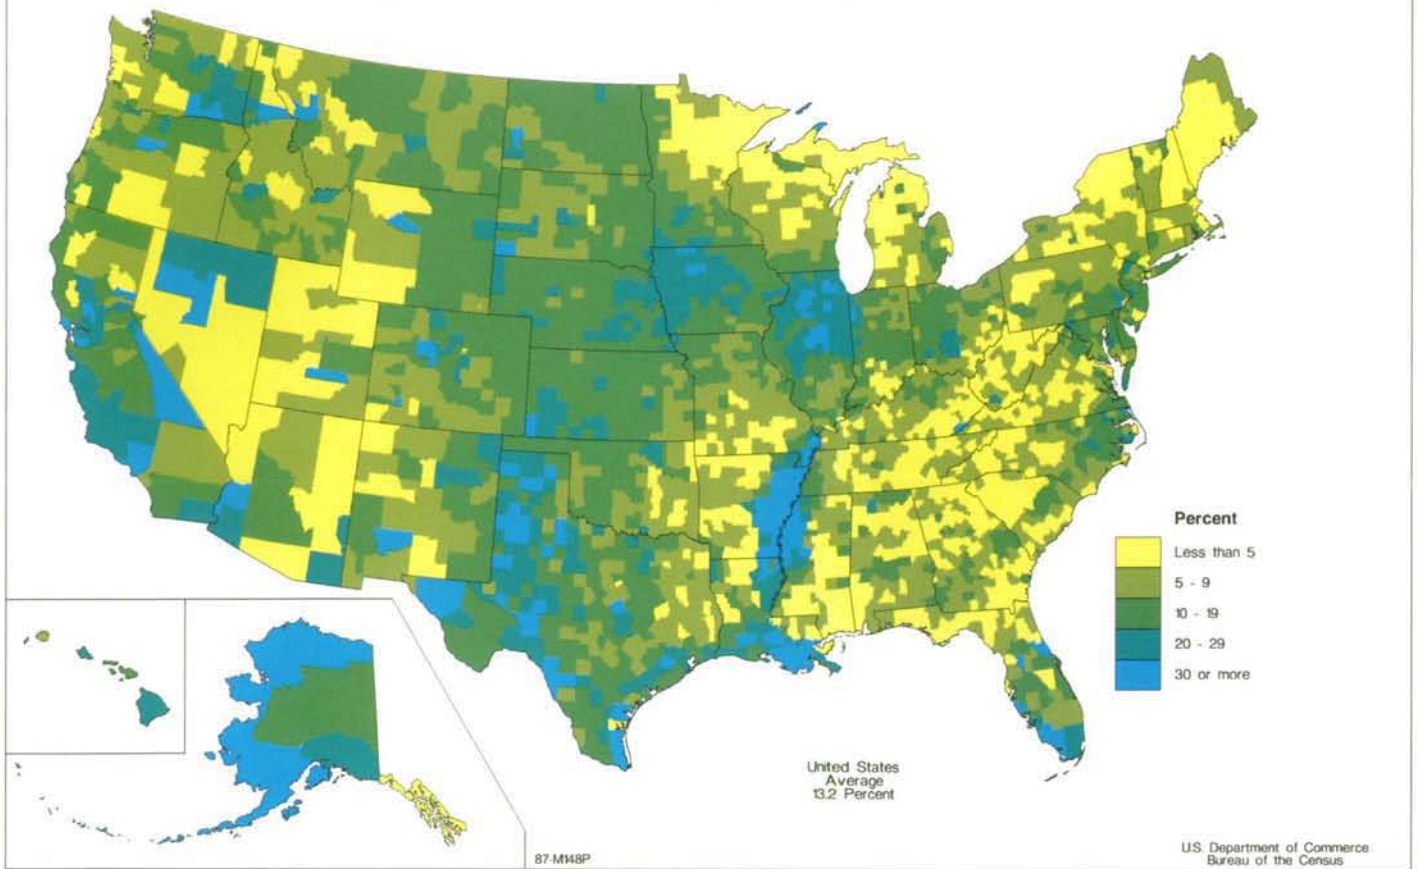 Percent
Less than 5
5 - 9
10 - 19
20 - 29
30 or more
United States
Average
13.2 Percent
87-M148P
U.S. Department of Commerce
Bureau of the Census